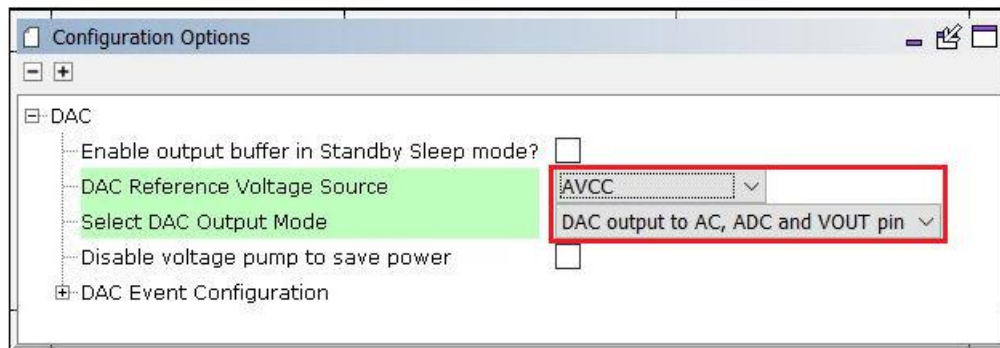 Configuration Options
DAC
Enable output buffer in Standby Sleep mode?
DAC Reference Voltage Source AVCC
Select DAC Output Mode DAC output to AC, ADC and VOUT pin
Disable voltage pump to save power
DAC Event Configuration